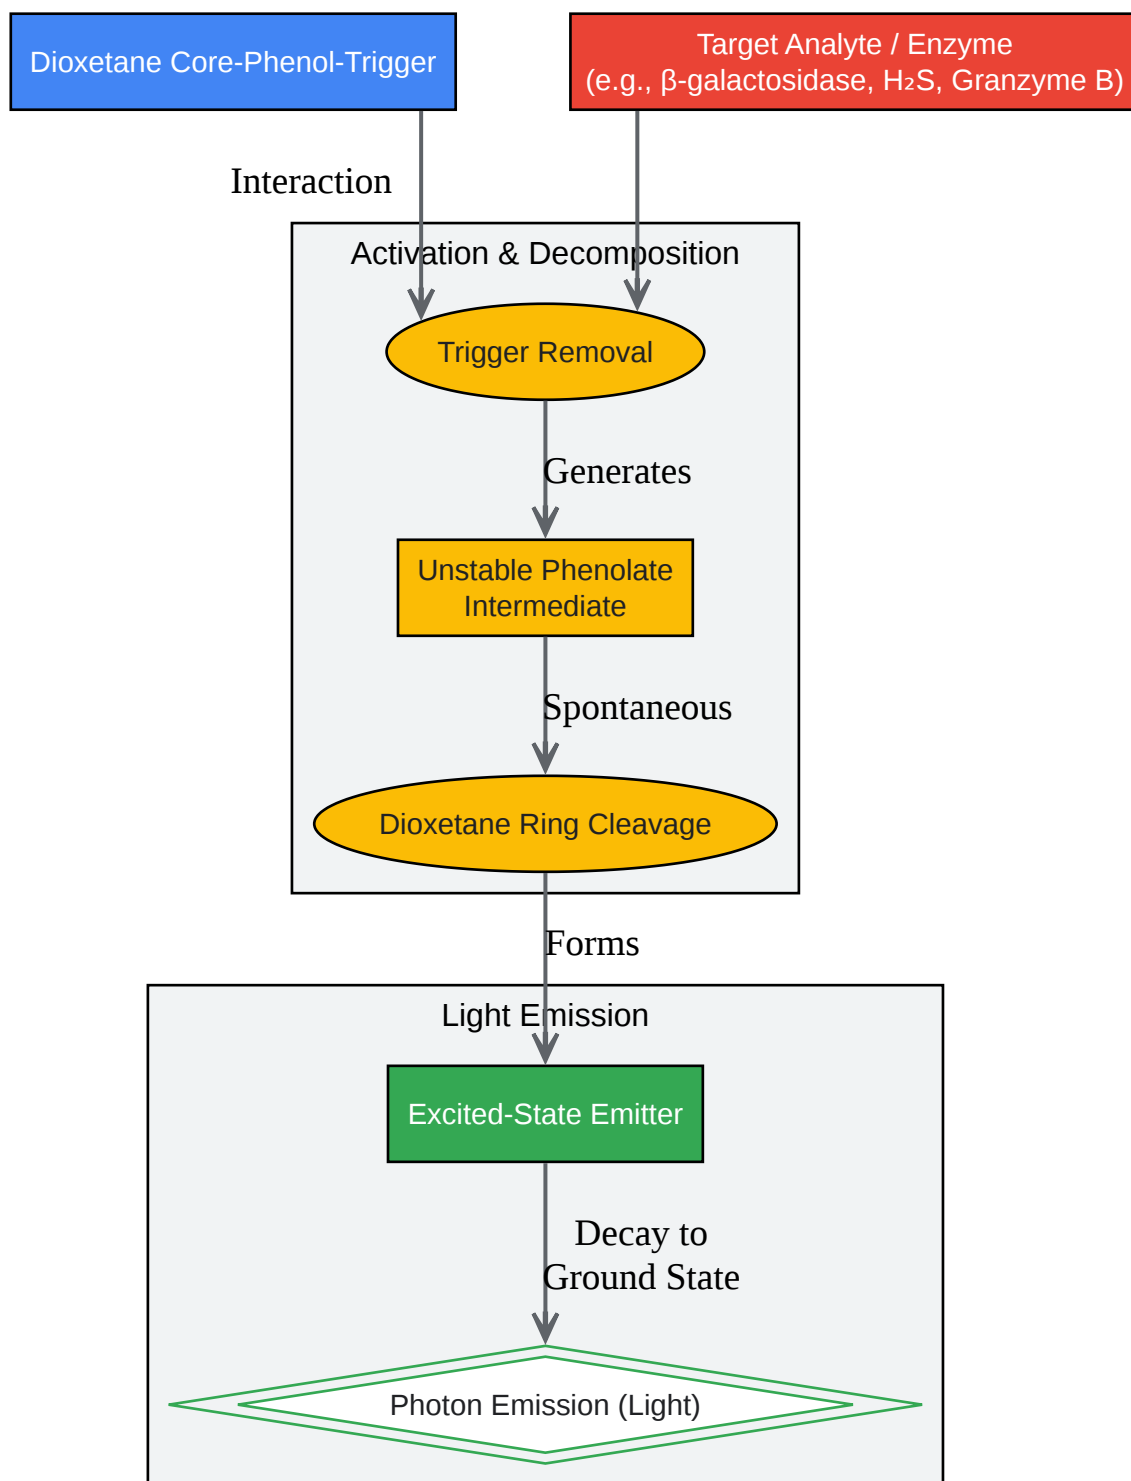 Dioxetane Core-Phenol-Trigger
Target Analyte / Enzyme
(e.g., β-galactosidase, H₂S, Granzyme B)
Interaction
Activation & Decomposition
Trigger Removal
Generates
Unstable Phenolate
Intermediate
Spontaneous
Dioxetane Ring Cleavage
Forms
Light Emission
Excited-State Emitter
Decay to
Ground State
Photon Emission (Light)